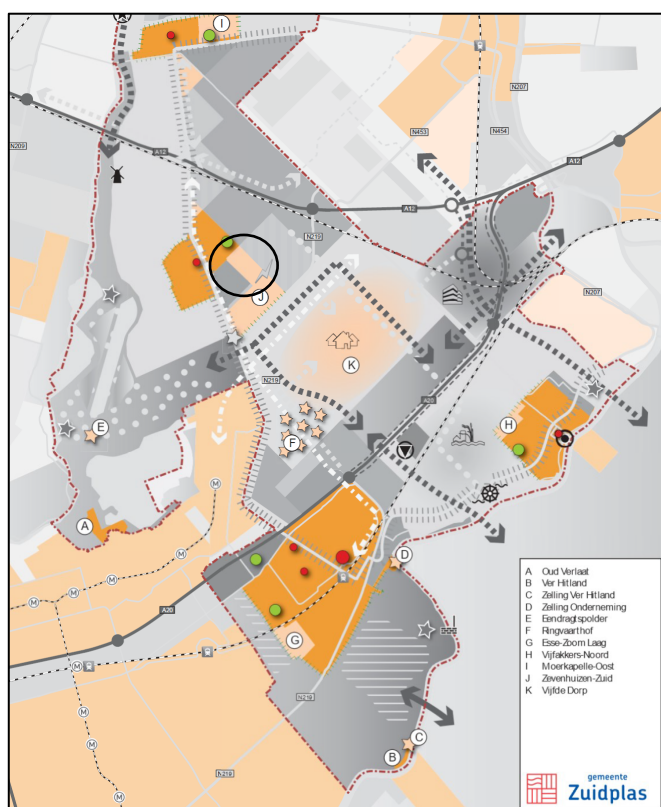 I
N207
N209
N453
N454
A12
A12
A12
N219
J
N207
K
N219
A20
E
F
H
M
A
D
M
M
M
A20
G
M
M
M
N219
M
C
B
N219
A Oud Verlaat
B Ver Hitland
C Zelling Ver Hitland
D Zelling Onderneming
E Eendragtspolder
F Ringvaarthof
G Esse-Zoom Laag
H Vijfakkers-Noord
I Moerkapelle-Oost
J Zevenhuizen-Zuid
K Vijfde Dorp
gemeente
Zuidplas